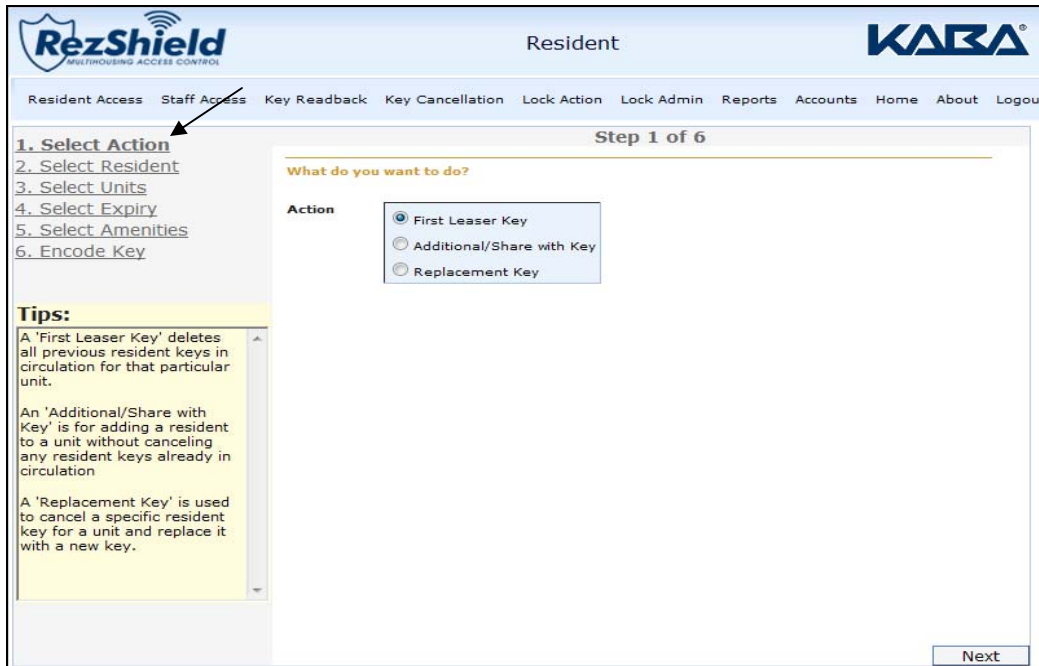 RezShield
MULTIHOUSING ACCESS CONTROL
Resident
KABA®
Resident Access Staff Access Key Readback Key Cancellation Lock Action Lock Admin Reports Accounts Home About Logou
1. Select Action
2. Select Resident
3. Select Units
4. Select Expiry
5. Select Amenities
6. Encode Key
Step 1 of 6
What do you want to do?
Action
First Leaser Key
Additional/Share with Key
Replacement Key
Tips:
A 'First Leaser Key' deletes
all previous resident keys in
circulation for that particular
unit.
An 'Additional/Share with
Key' is for adding a resident
to a unit without canceling
any resident keys already in
circulation
A 'Replacement Key' is used
to cancel a specific resident
key for a unit and replace it
with a new key.
Next